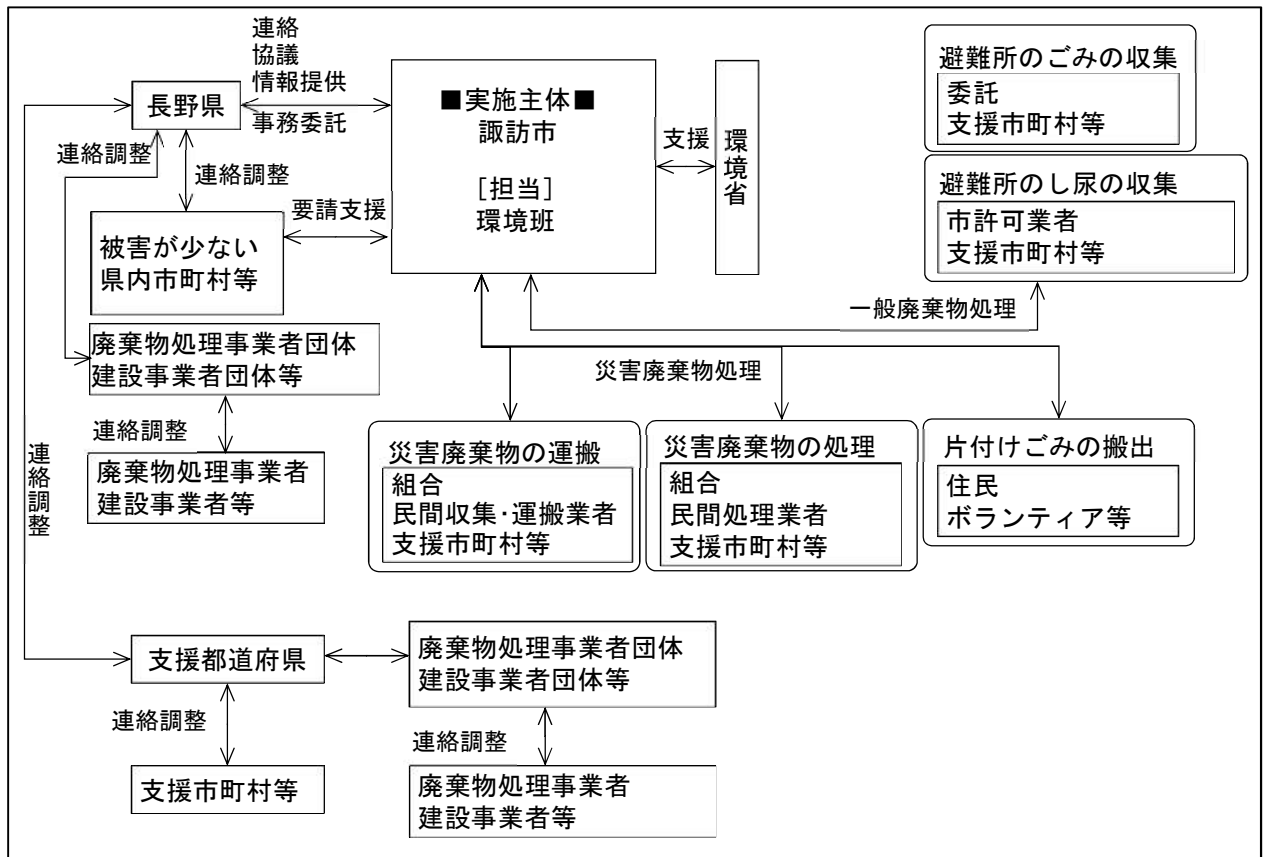 連絡
協議
情報提供
事務委託
長野県
■実施主体■
諏訪市
[担当]
環境班
支援
環境省
避難所のごみの収集
委託
支援市町村等
避難所のし尿の収集
市許可業者
支援市町村等
連絡調整
連絡調整
要請支援
被害が少ない
県内市町村等
一般廃棄物処理
廃棄物処理事業者団体
建設事業者団体等
災害廃棄物処理
連絡調整
廃棄物処理事業者
建設事業者等
連絡調整
災害廃棄物の運搬
組合
民間収集・運搬業者
支援市町村等
災害廃棄物の処理
組合
民間処理業者
支援市町村等
片付けごみの搬出
住民
ボランティア等
支援都道府県
廃棄物処理事業者団体
建設事業者団体等
連絡調整
連絡調整
支援市町村等
廃棄物処理事業者
建設事業者等